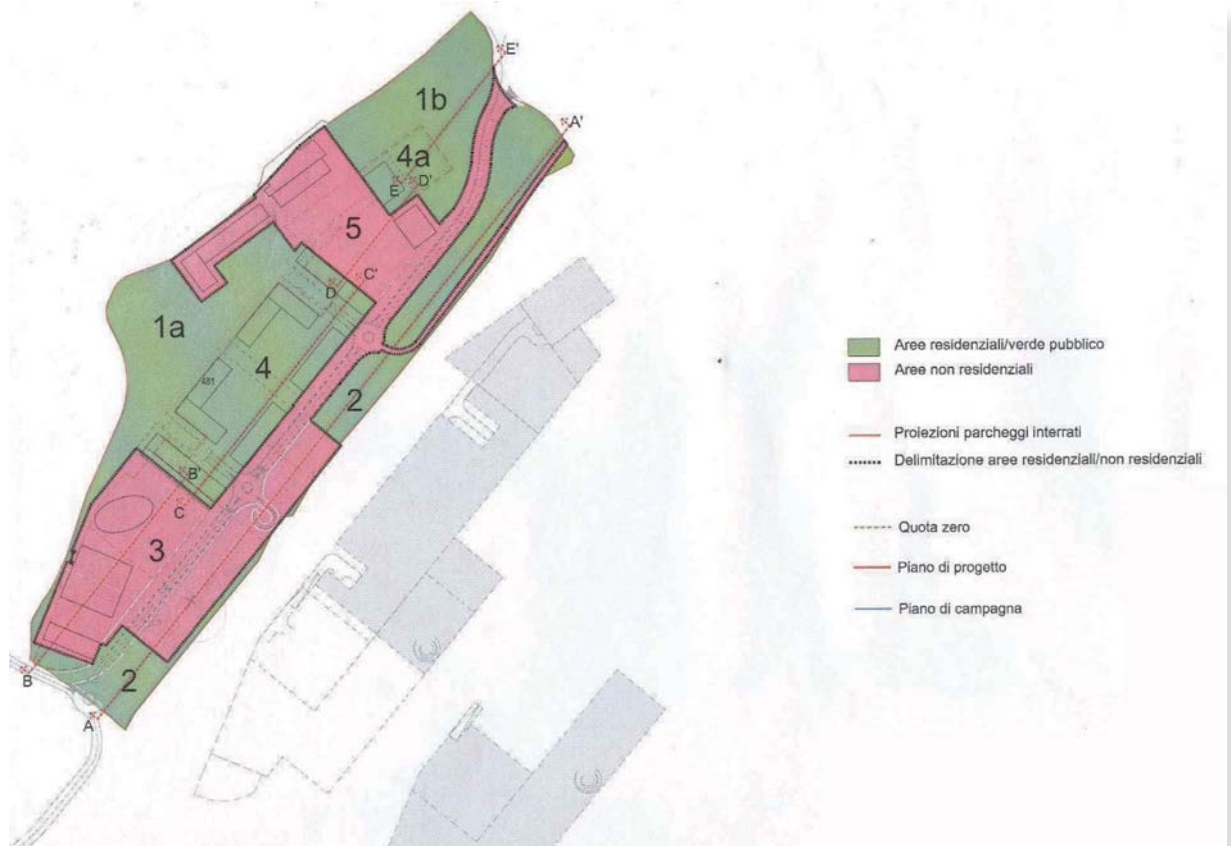 E'
1b
A'
4a
E D'
5
C'
D
1a
4
481
2
B'
C
3
B
2
A
Aree residenziali/verde pubblico
Aree non residenziali
Proiezioni parcheggi interrati
Delimitazione aree residenziali/non residenziali
Quota zero
Piano di progetto
Piano di campagna